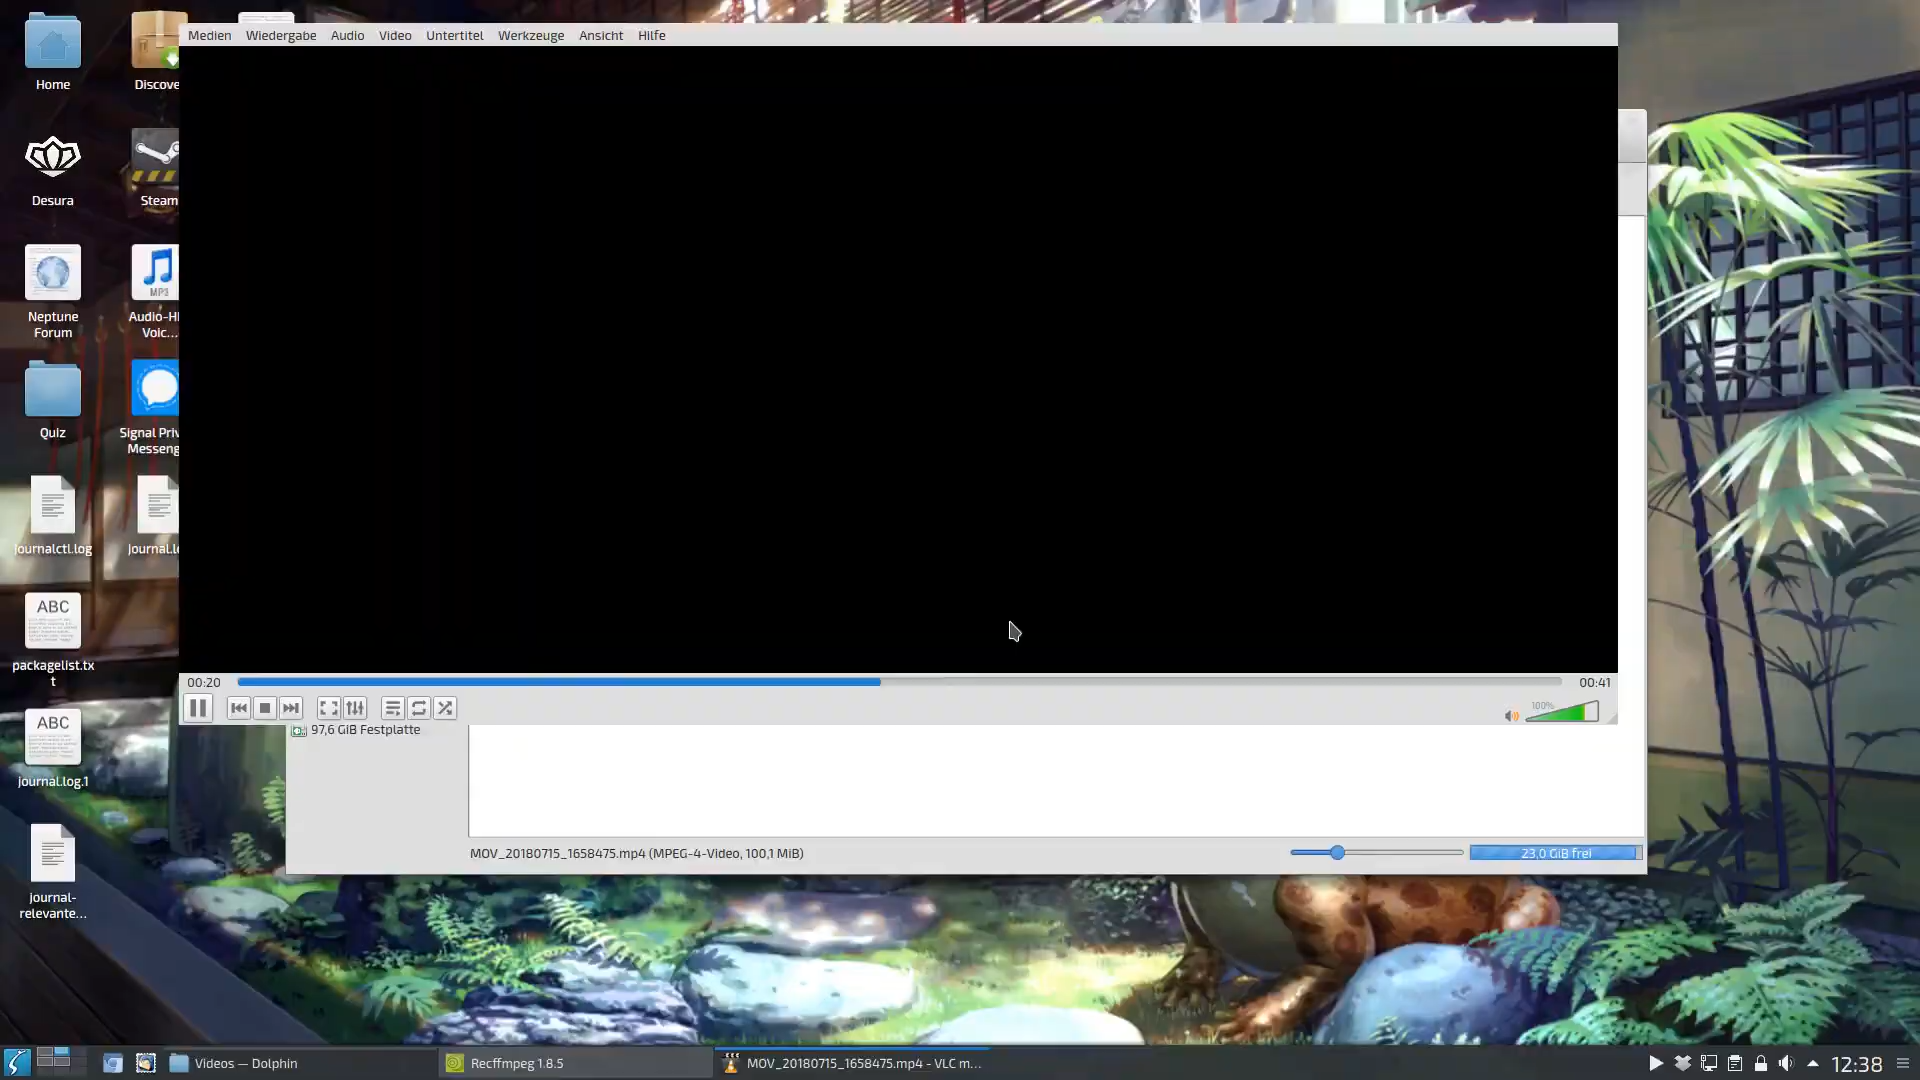 Medien Wiedergabe Audio Video Untertitel Werkzeuge Ansicht Hilfe
Home
Discove
Desura
Steam
MP3
Neptune
Forum
Audio-H
Voic...
Quiz
Signal Priv
Messeng
journalctl.log
journal.l
ABC
packagelist.tx
t
ABC
journal.log.1
journal-
relevante...
00:20
00:41
100%
97,6 GiB Festplatte
MOV_20180715_1658475.mp4 (MPEG-4-Video, 100,1 MiB)
23,0 GiB frei
Videos — Dolphin
Recffmpeg 1.8.5
MOV_20180715_1658475.mp4 - VLC m...
12:38